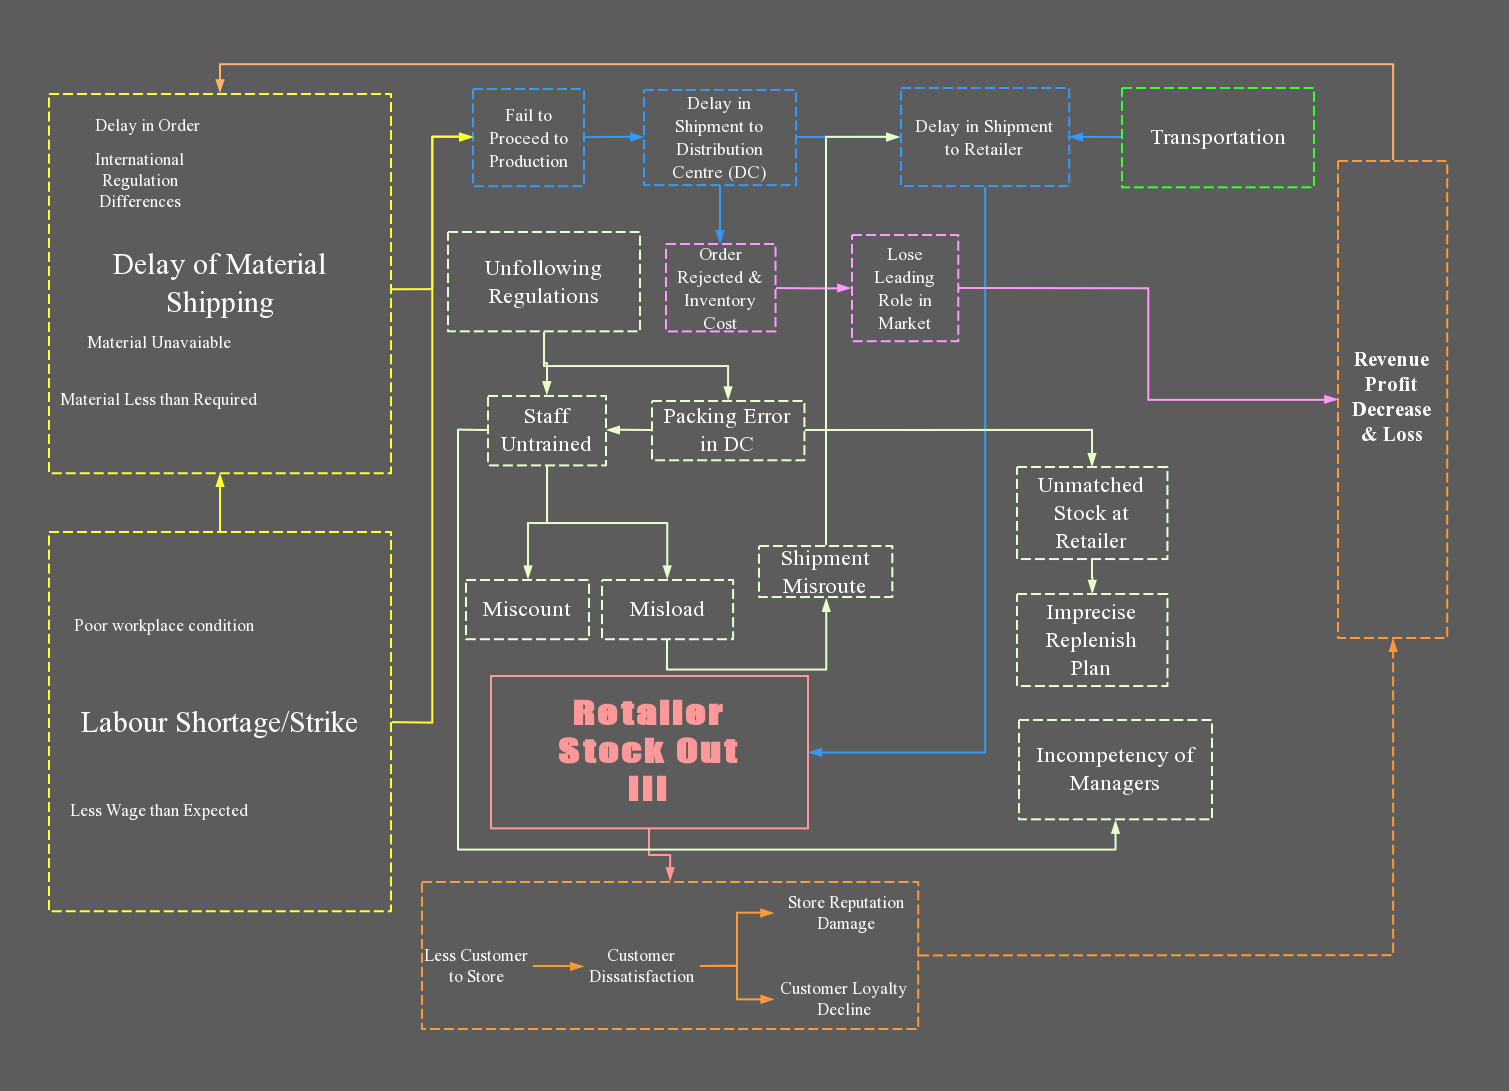 Delay in Order
International
Regulation
Differences
Delay of Material
Shipping
Material Unavaiable
Material Less than Required
Poor workplace condition
Labour Shortage/Strike
Less Wage than Expected
Fail to
Proceed to
Production
Delay in
Shipment to
Distribution
Centre (DC)
Delay in Shipment
to Retailer
Transportation
Unfollowing
Regulations
Order
Rejected &
Inventory
Cost
Lose
Leading
Role in
Market
Revenue
Profit
Decrease
& Loss
Staff
Untrained
Packing Error
in DC
Unmatched
Stock at
Retailer
Shipment
Misroute
Miscount
Misload
Imprecise
Replenish
Plan
Retailer
Stock Out
!!!
Incompetency of
Managers
Less Customer
to Store
Customer
Dissatisfaction
Store Reputation
Damage
Customer Loyalty
Decline